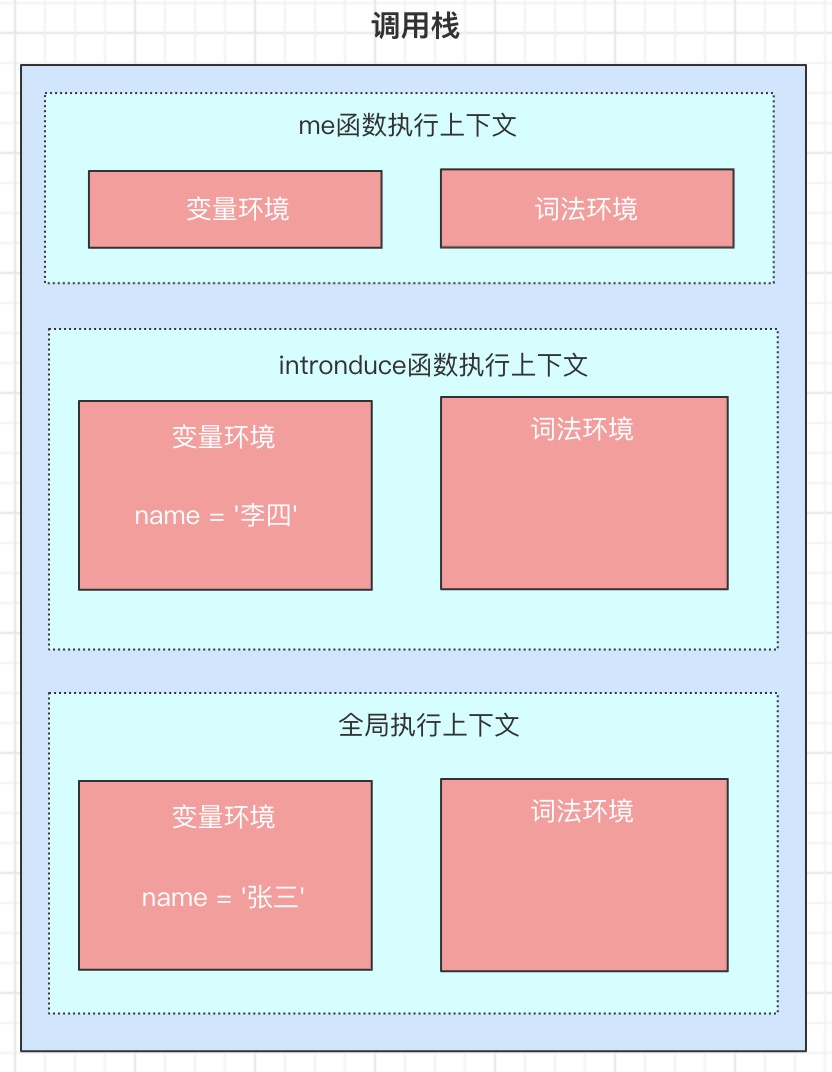 调用栈
me函数执行上下文
变量环境
词法环境
intronduce函数执行上下文
变量环境
词法环境
name = '李四'
全局执行上下文
变量环境
词法环境
name = '张三'